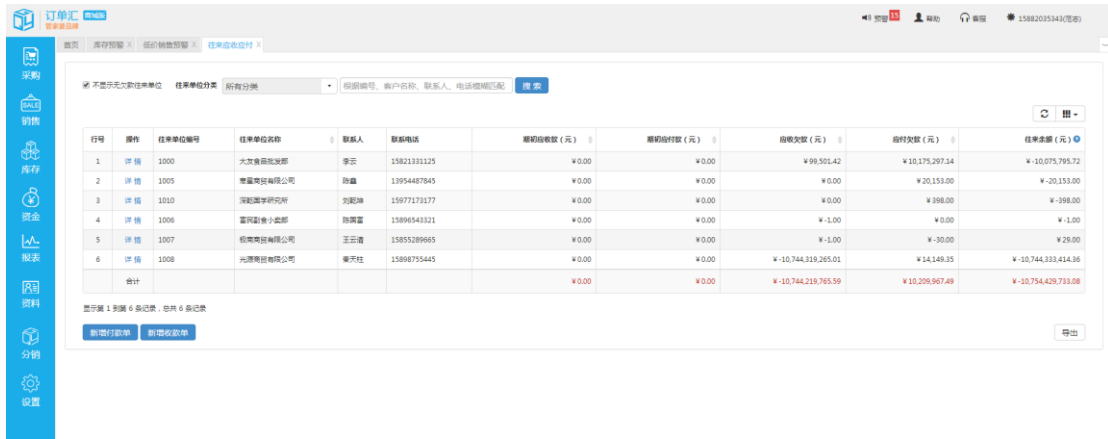 订单汇 商城版
管家婆品牌
预警 15 帮助 客服 15882035343(范志)
首页 库存预警 X 低价销售预警 X 往来应收应付 X
采购
SALE
销售
库存
资金
报表
资料
分销
设置
不显示无欠款往来单位 往来单位分类 所有分类 根据编号、客户名称、联系人、电话模糊匹配 搜 索
行号 操作 往来单位编号 往来单位名称 联系人 联系电话 期初应收款 ( 元 ) 期初应付款 ( 元 ) 应收欠款 ( 元 ) 应付欠款 ( 元 ) 往来余额 ( 元 )
1 详 情 1000 大友食品批发部 李云 15821331125 ￥0.00 ￥0.00 ￥99,501.42 ￥10,175,297.14 ￥-10,075,795.72
2 详 情 1005 商贸有限公司 陈鑫 13954487845 ￥0.00 ￥0.00 ￥0.00 ￥20,153.00 ￥-20,153.00
3 详 情 1010 深乾国学研究所 刘乾坤 15977173177 ￥0.00 ￥0.00 ￥0.00 ￥398.00 ￥-398.00
4 详 情 1006 富民副食小卖部 陈国富 15896543321 ￥0.00 ￥0.00 ￥-1.00 ￥0.00 ￥-1.00
5 详 情 1007 极商商贸有限公司 王云清 15855289665 ￥0.00 ￥0.00 ￥-1.00 ￥-30.00 ￥29.00
6 详 情 1008 光源商贸有限公司 秦天柱 15898755445 ￥0.00 ￥0.00 ￥-10,744,319,265.01 ￥14,149.35 ￥-10,744,333,414.36
合计 ￥0.00 ￥0.00 ￥-10,744,219,765.59 ￥10,209,967.49 ￥-10,754,429,733.08
显示第 1 到第 6 条记录，总共 6 条记录
新增付款单 新增收款单 导出